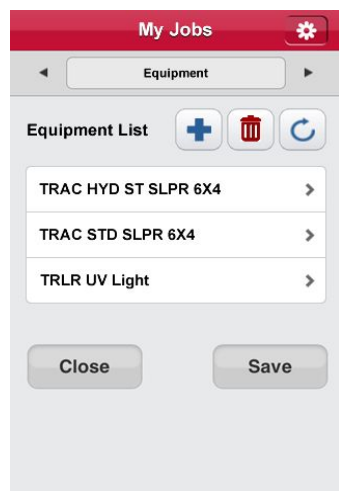 My Jobs
Equipment
Equipment List
TRAC HYD ST SLPR 6X4
TRAC STD SLPR 6X4
TRLR UV Light
Close Save